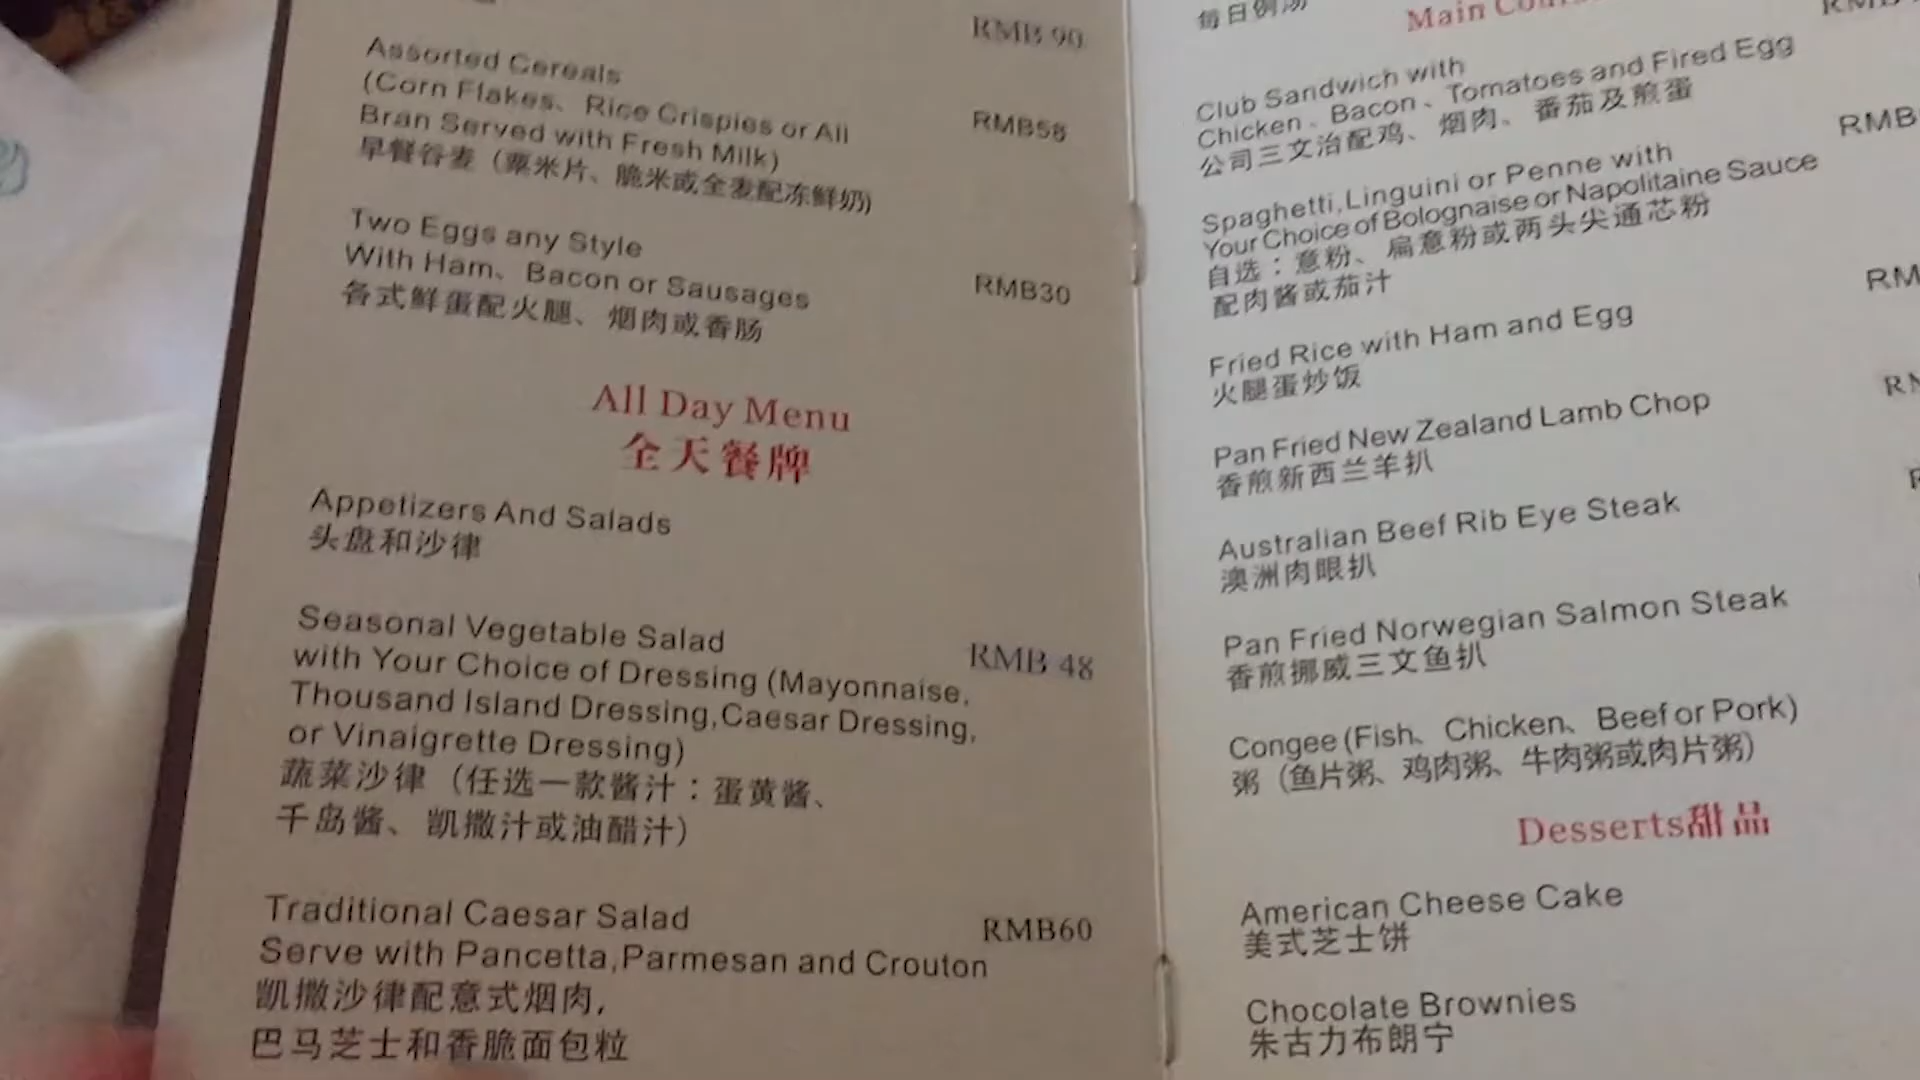 RMB 90
Assorted Cereals
(Corn Flakes、Rice Crispies or All
Bran Served with Fresh Milk)
RMB58
早餐谷麦（粟米片、脆米或全麦配冻鲜奶)
Two Eggs any Style
With Ham、Bacon or Sausages
RMB30
各式鲜蛋配火腿、烟肉或香肠
All Day Menu
全天餐牌
Appetizers And Salads
头盘和沙律
Seasonal Vegetable Salad
RMB 48
with Your Choice of Dressing (Mayonnaise,
Thousand Island Dressing,Caesar Dressing,
or Vinaigrette Dressing)
蔬菜沙律（任选一款酱汁：蛋黄酱、
千岛酱、凯撒汁或油醋汁）
Traditional Caesar Salad
RMB60
Serve with Pancetta,Parmesan and Crouton
凯撒沙律配意式烟肉,
巴马芝士和香脆面包粒
每日例汤
Main
Club Sandwich with
Chicken、Bacon、Tomatoes and Fired Egg
公司三文治配鸡、烟肉、番茄及煎蛋
RMB
Spaghetti,Linguini or Penne with
Your Choice of Bolognaise or Napolitaine Sauce
自选：意粉、扁意粉或两头尖通芯粉
配肉酱或茄汁
Fried Rice with Ham and Egg
火腿蛋炒饭
Pan Fried New Zealand Lamb Chop
香煎新西兰羊扒
Australian Beef Rib Eye Steak
澳洲肉眼扒
Pan Fried Norwegian Salmon Steak
香煎挪威三文鱼扒
Congee (Fish、Chicken、Beef or Pork)
粥（鱼片粥、鸡肉粥、牛肉粥或肉片粥）
Desserts甜品
American Cheese Cake
美式芝士饼
Chocolate Brownies
朱古力布朗宁